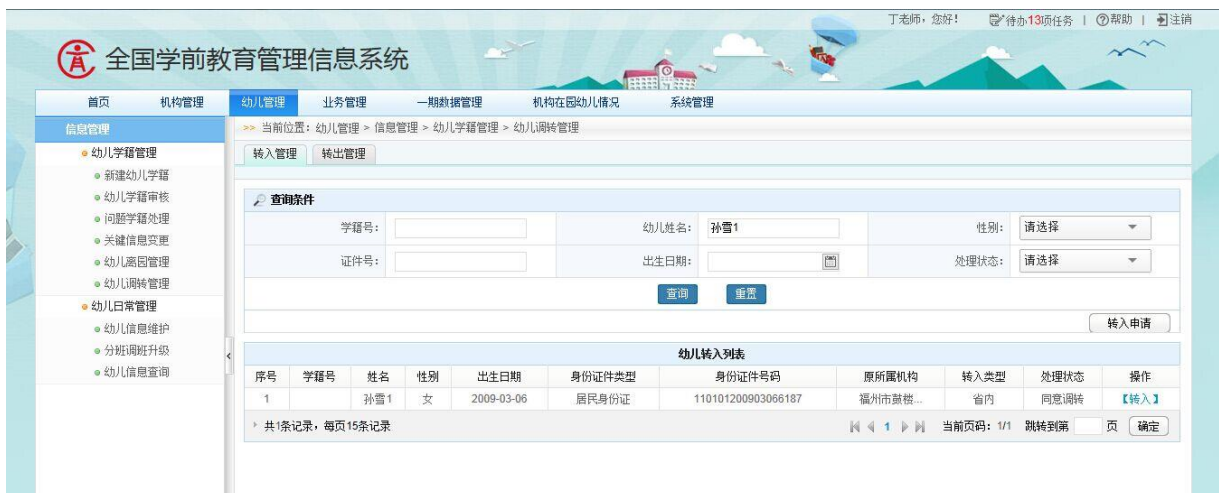 丁老师，您好！ 待办13项任务 | 帮助 | 注销
全国学前教育管理信息系统
首页 机构管理 幼儿管理 业务管理 一期数据管理 机构在园幼儿情况 系统管理
信息管理
幼儿学籍管理
新建幼儿学籍
幼儿学籍审核
问题学籍处理
关键信息变更
幼儿离园管理
幼儿调转管理
幼儿日常管理
幼儿信息维护
分班调班升级
幼儿信息查询
>> 当前位置：幼儿管理 > 信息管理 > 幼儿学籍管理 > 幼儿调转管理
转入管理 转出管理
查询条件
学籍号： 幼儿姓名： 孙雪1 性别： 请选择
证件号： 出生日期： 处理状态： 请选择
查询 重置
转入申请
幼儿转入列表
序号 学籍号 姓名 性别 出生日期 身份证件类型 身份证件号码 原所属机构 转入类型 处理状态 操作
1 孙雪1 女 2009-03-06 居民身份证 110101200903066187 福州市鼓楼... 省内 同意调转 【转入】
共1条记录，每页15条记录 1 当前页码：1/1 跳转到第 页 确定